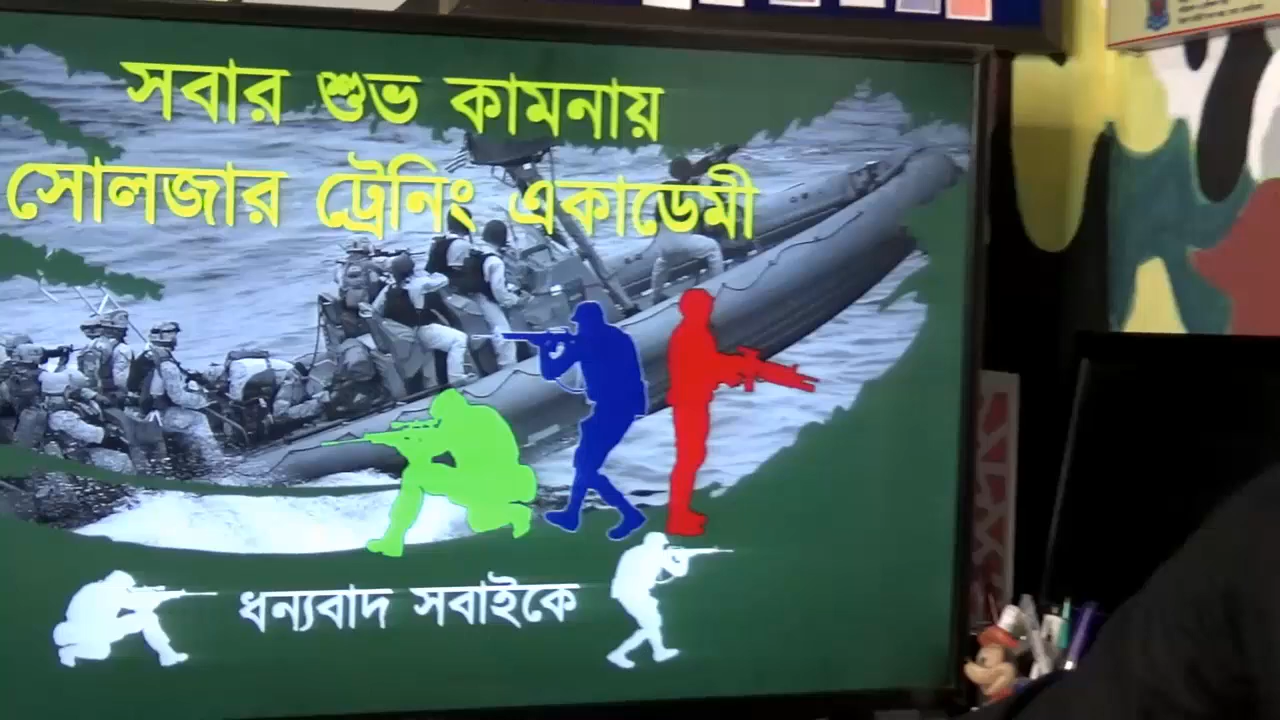 সবার শুভ কামনায়
সোলজার ট্রেনিং একাডেমী
ধন্যবাদ সবাইকে